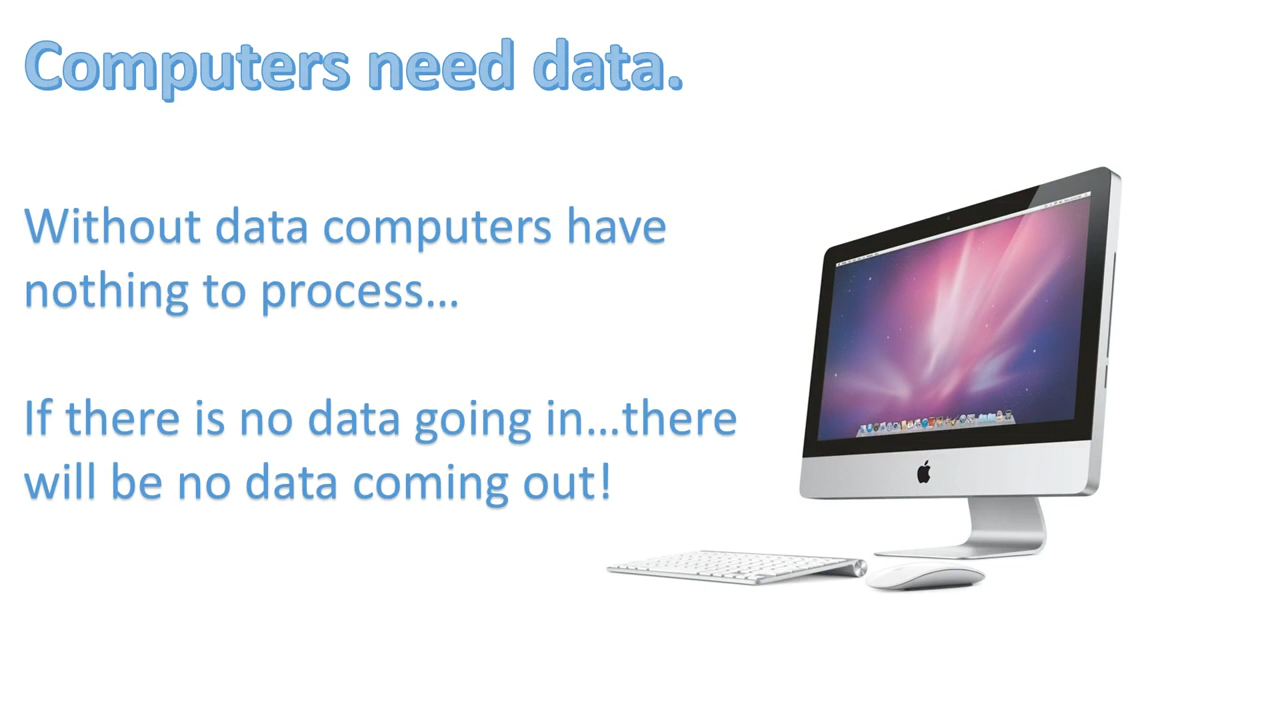 Computers need data.
Without data computers have
nothing to process…
If there is no data going in…there
will be no data coming out!